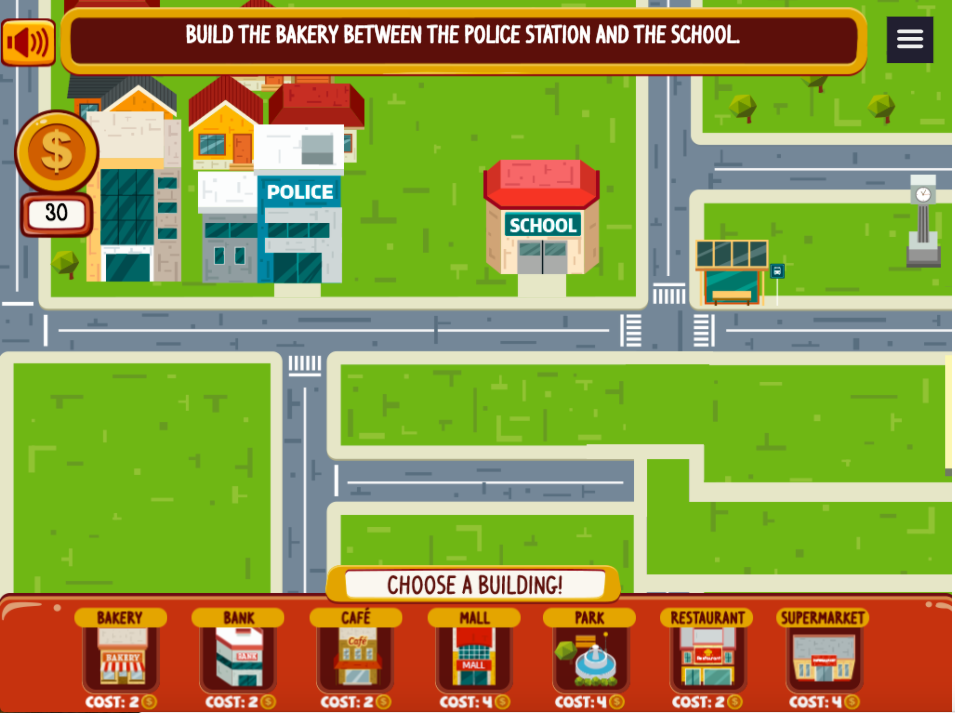 BUILD THE BAKERY BETWEEN THE POLICE STATION AND THE SCHOOL.
$
30
POLICE
SCHOOL
CHOOSE A BUILDING!
BAKERY
BANK
CAFÉ
MALL
PARK
RESTAURANT
SUPERMARKET
BAKERY
BANK
Café
MALL
Restaurant
COST: 2
COST: 2
COST: 2
COST: 4
COST: 4
COST: 2
COST: 4